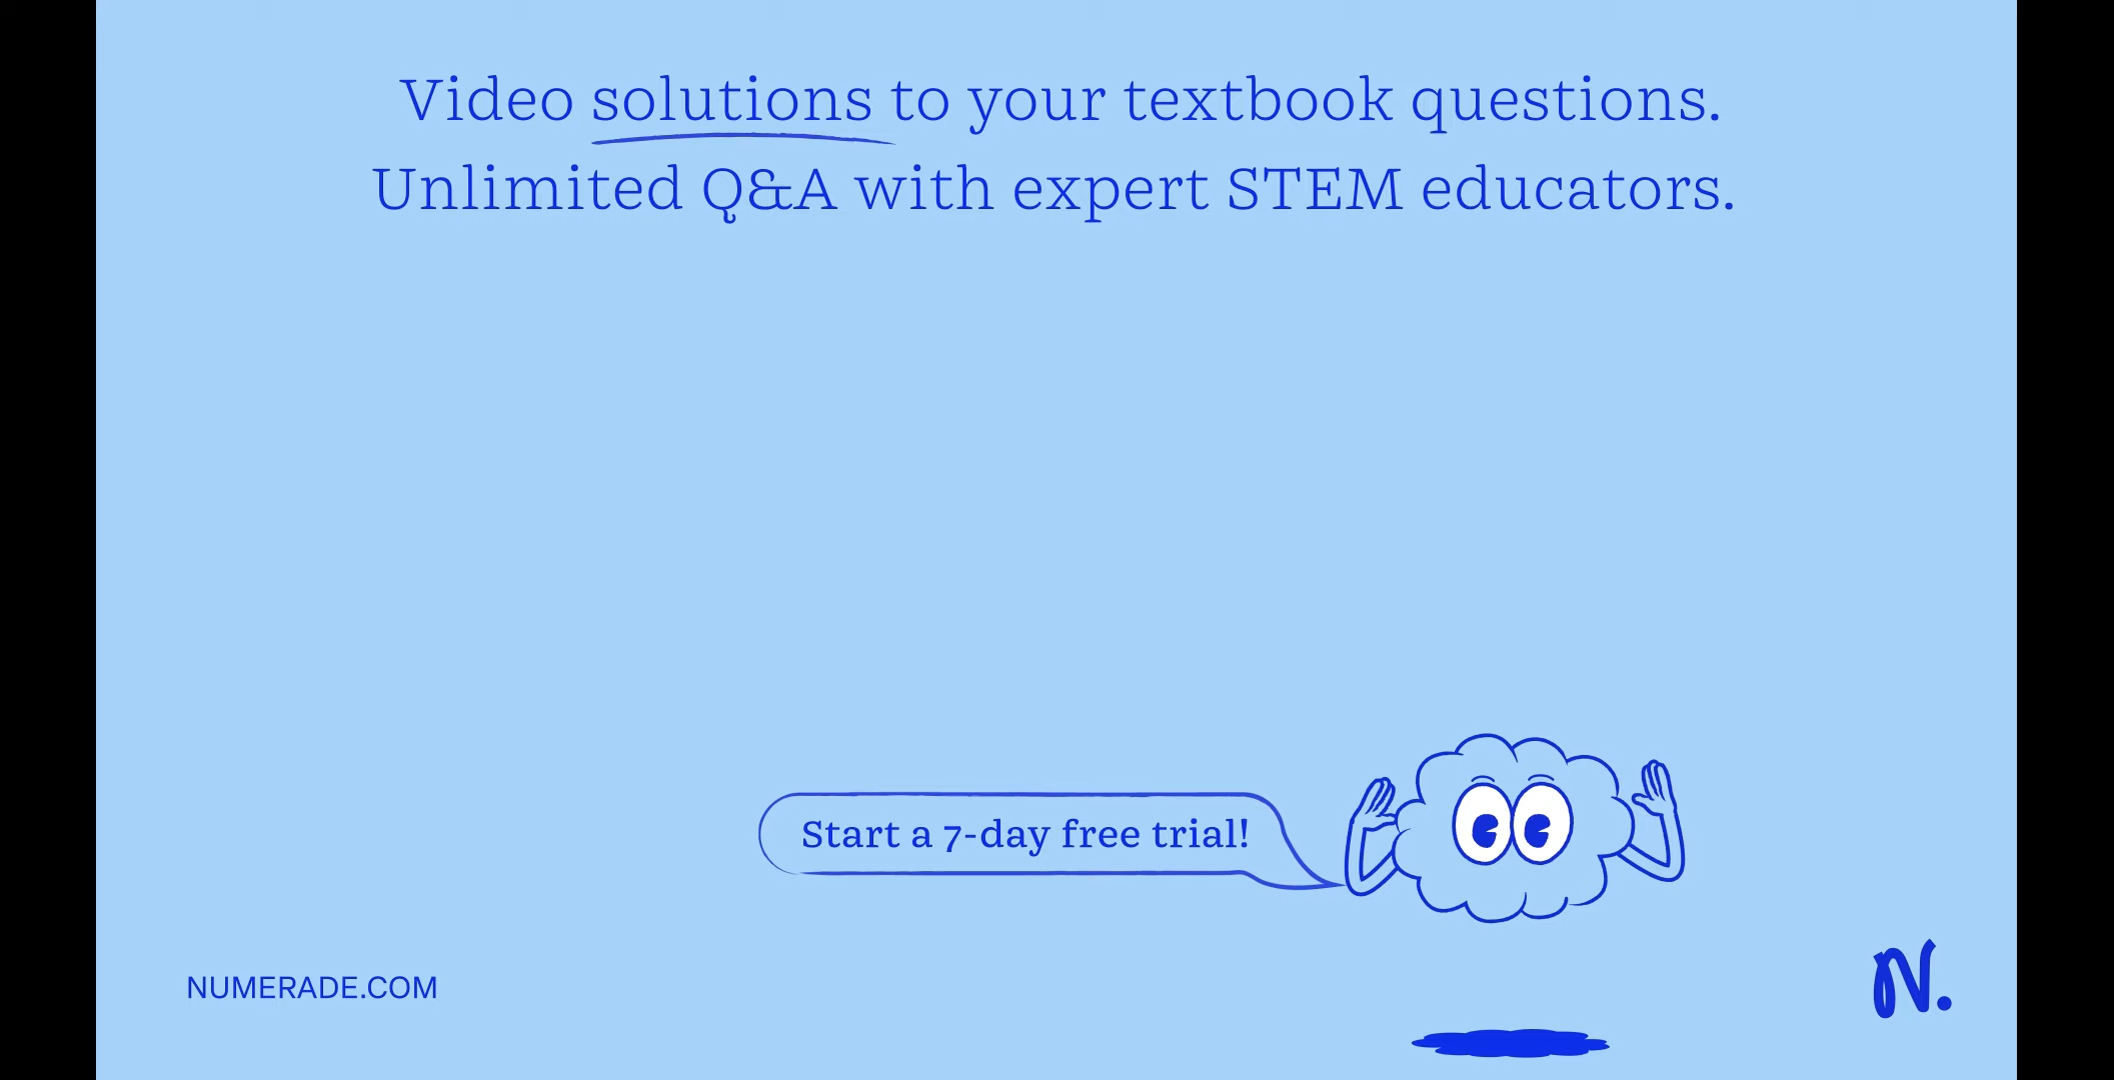 Video solutions to your textbook questions.
Unlimited Q&A with expert STEM educators.
Start a 7-day free trial!
NUMERADE.COM
N.